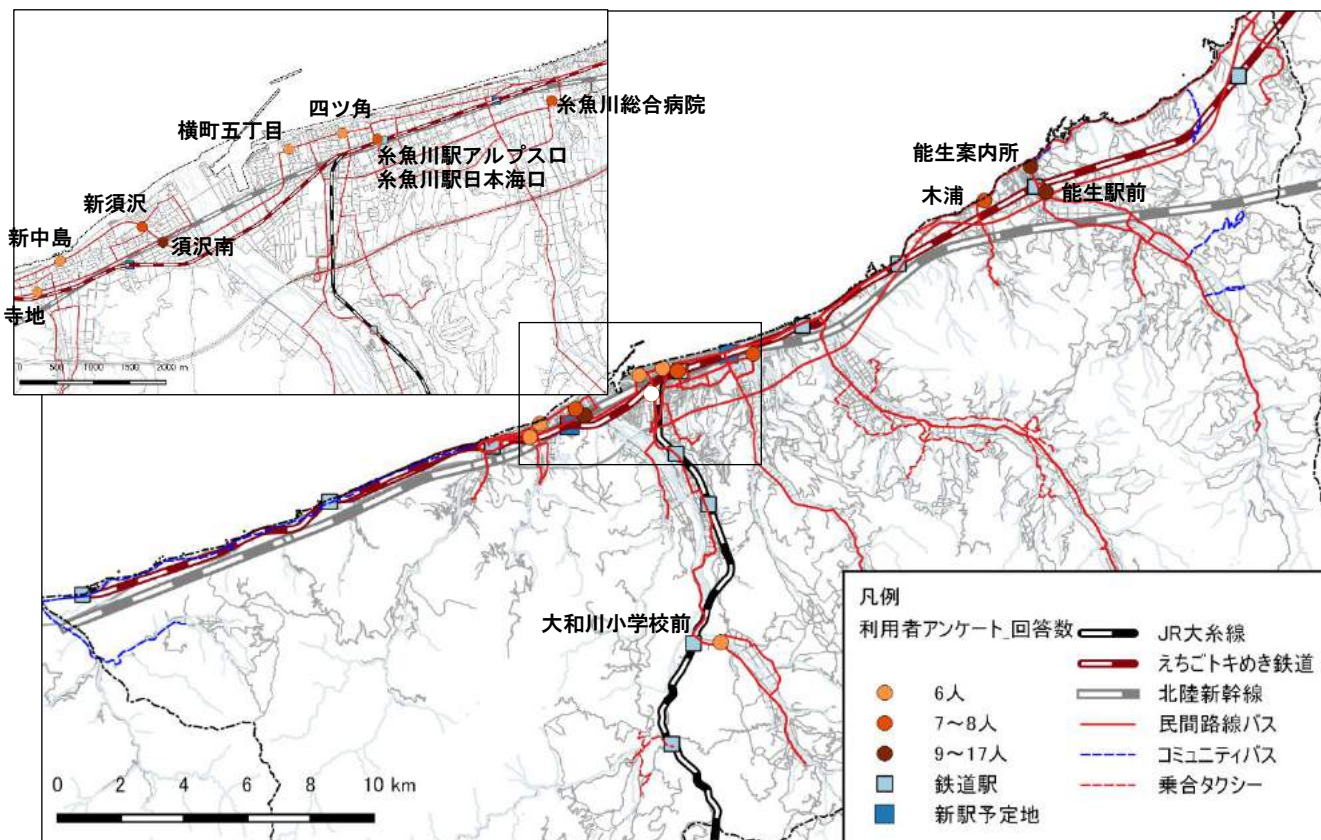 四ツ角
横町五丁目
糸魚川総合病院
糸魚川駅アルプス口
糸魚川駅日本海口
新須沢
須沢南
新中島
寺地
0 500 1000 1500 2000 m
能生案内所
木浦
能生駅前
大和川小学校前
0 2 4 6 8 10 km
凡例
利用者アンケート_回答数
6人
7~8人
9~17人
鉄道駅
新駅予定地
JR大糸線
えちごトキめき鉄道
北陸新幹線
民間路線バス
コミュニティバス
乗合タクシー